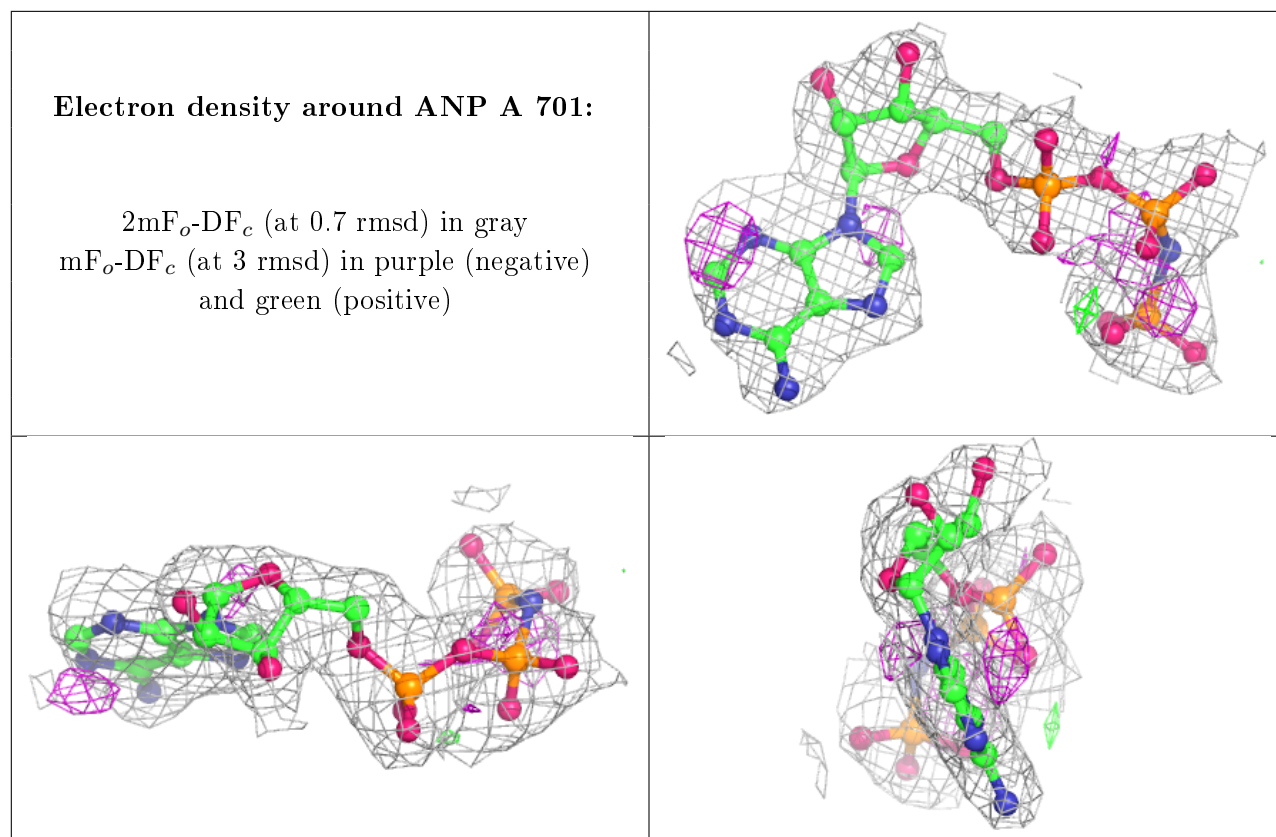 Electron density around ANP A 701:
2mFo-DFc (at 0.7 rmsd) in gray
mFo-DFc (at 3 rmsd) in purple (negative)
and green (positive)